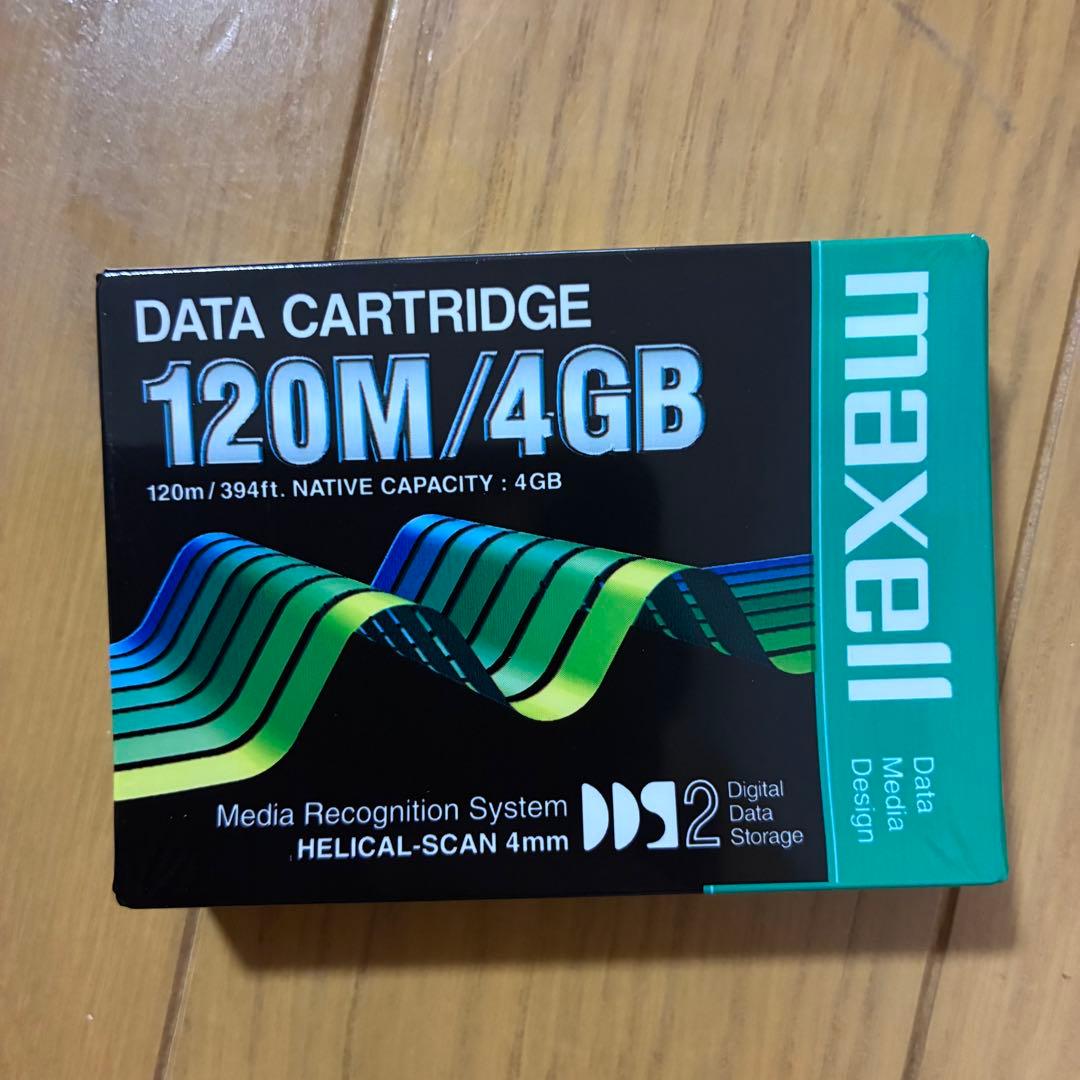 DATA CARTRIDGE
120M/4GB
120m/394ft. NATIVE CAPACITY : 4GB
Media Recognition System
HELICAL-SCAN 4mm
DDS2
Digital
Data
Storage
maxell
Data
Media
Design